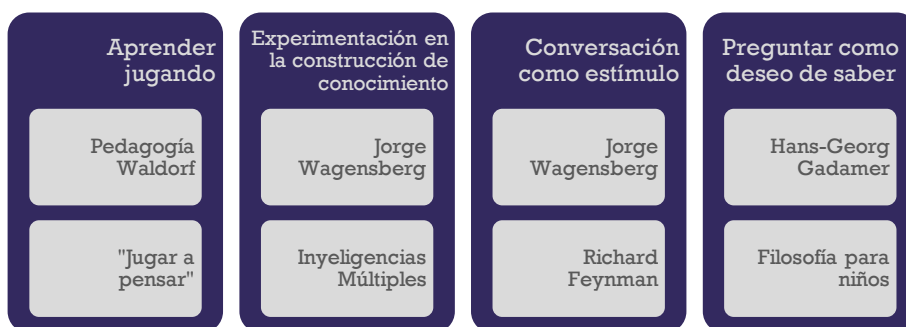 Aprender
jugando
Pedagogía
Waldorf
"Jugar a
pensar"
Experimentación en
la construcción de
conocimiento
Jorge
Wagensberg
Inyeligencias
Múltiples
Conversación
como estímulo
Jorge
Wagensberg
Richard
Feynman
Preguntar como
deseo de saber
Hans-Georg
Gadamer
Filosofía para
niños